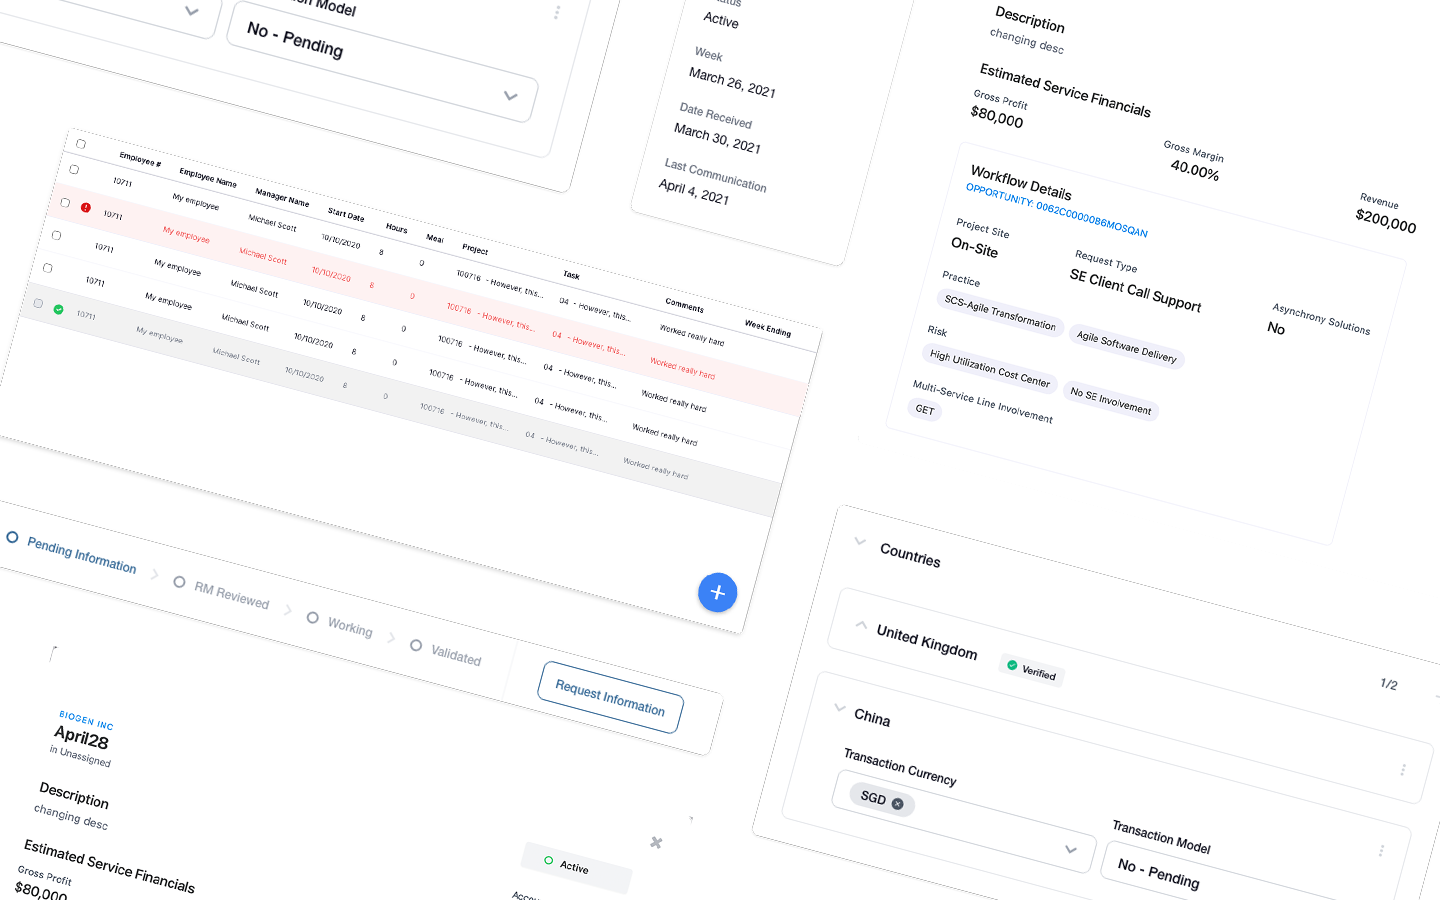 Model
No - Pending
Active
Week
March 26, 2021
Date Received
March 30, 2021
Last Communication
April 4, 2021
Description
changing desc
Estimated Service Financials
Gross Profit
$80,000
Gross Margin
40.00%
Revenue
$200,000
Workflow Details
OPPORTUNITY: 0062C00000B6MOSQAN
Project Site
On-Site
Request Type
SE Client Call Support
Asynchrony Solutions
No
Practice
SCS-Agile Transformation
Agile Software Delivery
Risk
High Utilization Cost Center
No SE Involvement
Multi-Service Line Involvement
GET
Employee # Employee Name Manager Name Start Date Hours Meal Project Task Comments Week Ending
10711 My employee Michael Scott 10/10/2020 8 0 100716 - However, this... 04 - However, this... Worked really hard
10711 My employee Michael Scott 10/10/2020 8 0 100716 - However, this... 04 - However, this... Worked really hard
10711 My employee Michael Scott 10/10/2020 8 0 100716 - However, this... 04 - However, this... Worked really hard
10711 My employee Michael Scott 10/10/2020 8 0 100716 - However, this... 04 - However, this... Worked really hard
10711 My employee Michael Scott 10/10/2020 8 0 100716 - However, this... 04 - However, this... Worked really hard
Pending Information
RM Reviewed
Working
Validated
Request Information
BIOGEN INC
April28
in Unassigned
Description
changing desc
Estimated Service Financials
Gross Profit
$80,000
Active
Countries
United Kingdom
Verified
1/2
China
Transaction Currency
SGD
Transaction Model
No - Pending